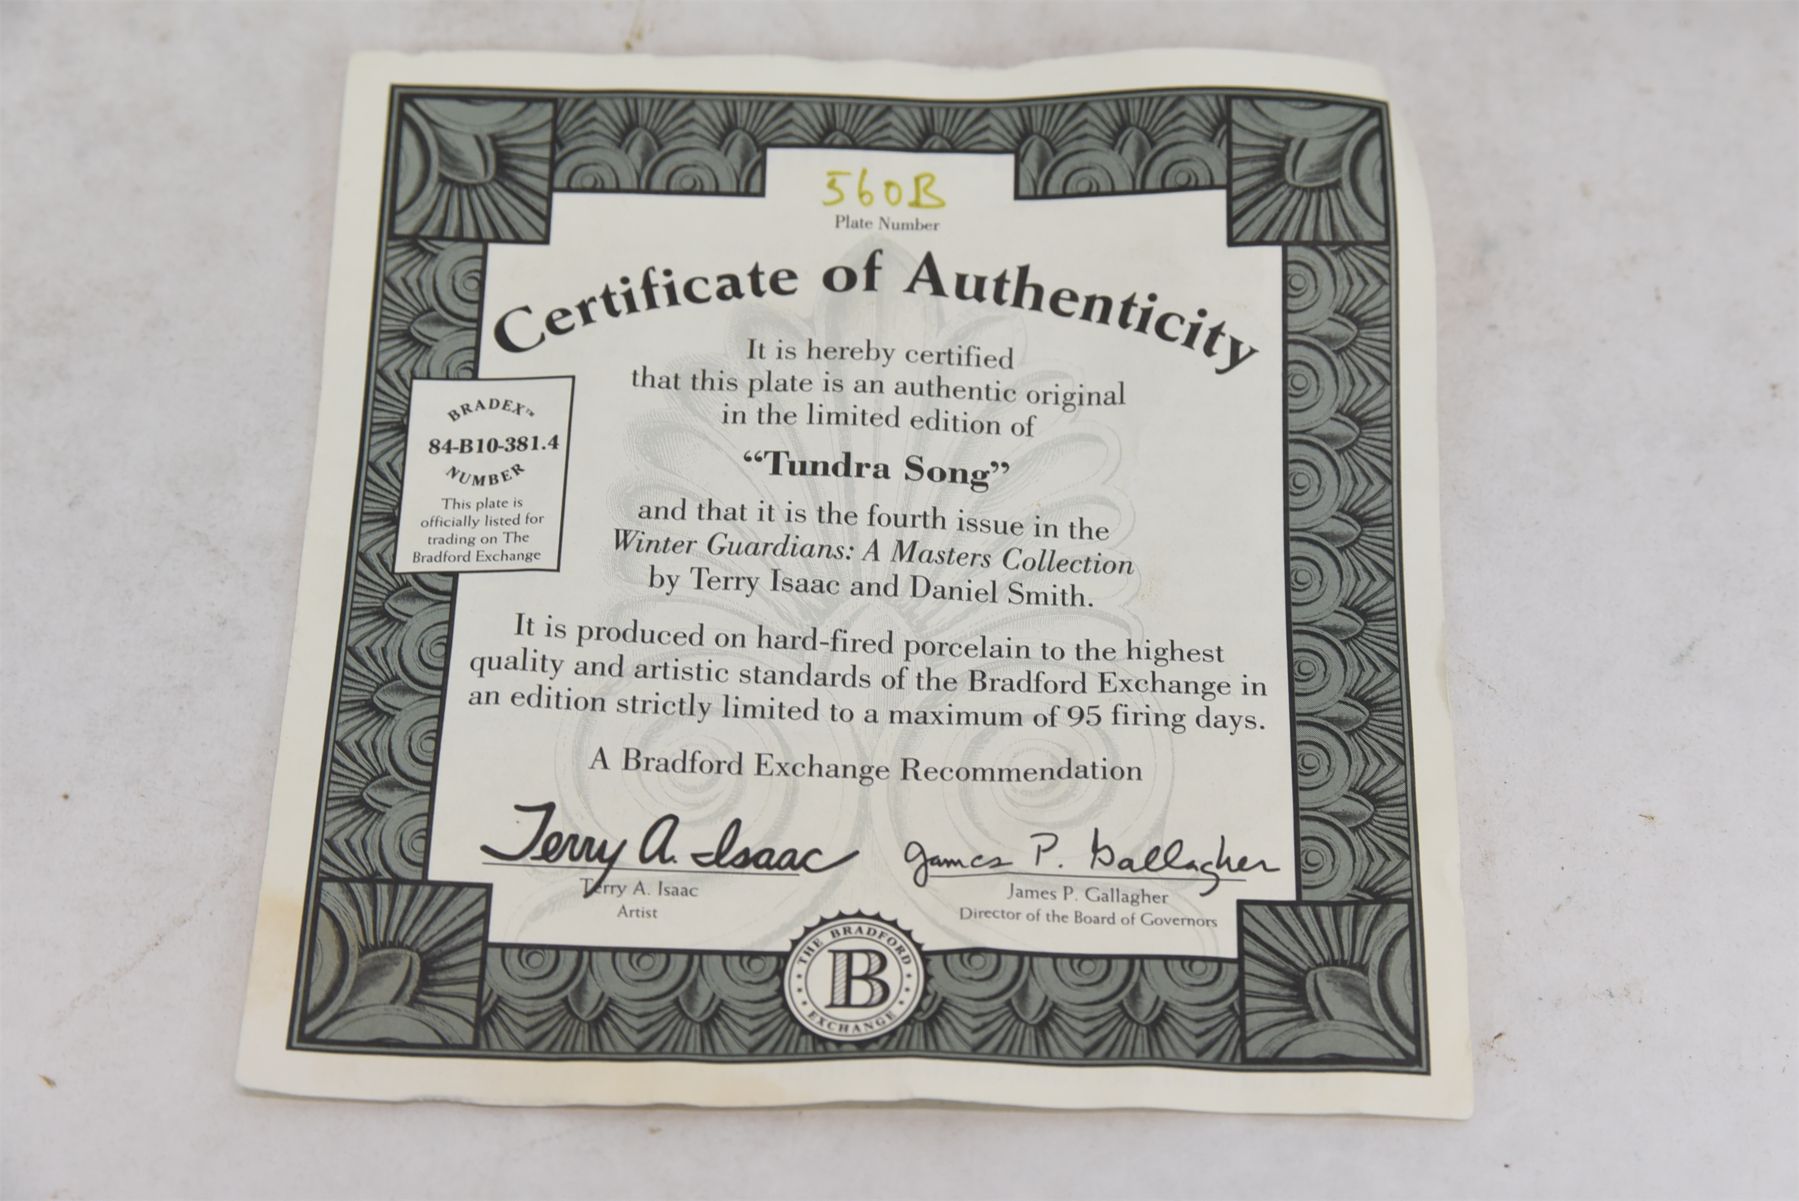 560B
Plate Number
Certificate of Authenticity
It is hereby certified
that this plate is an authentic original
in the limited edition of
“Tundra Song”
and that it is the fourth issue in the
Winter Guardians: A Masters Collection
by Terry Isaac and Daniel Smith.
BRADEX™
84-B10-381.4
NUMBER
This plate is
officially listed for
trading on The
Bradford Exchange
It is produced on hard-fired porcelain to the highest
quality and artistic standards of the Bradford Exchange in
an edition strictly limited to a maximum of 95 firing days.
A Bradford Exchange Recommendation
Terry A. Isaac
Terry A. Isaac
Artist
James P. Gallagher
James P. Gallagher
Director of the Board of Governors
THE BRADFORD
B
EXCHANGE